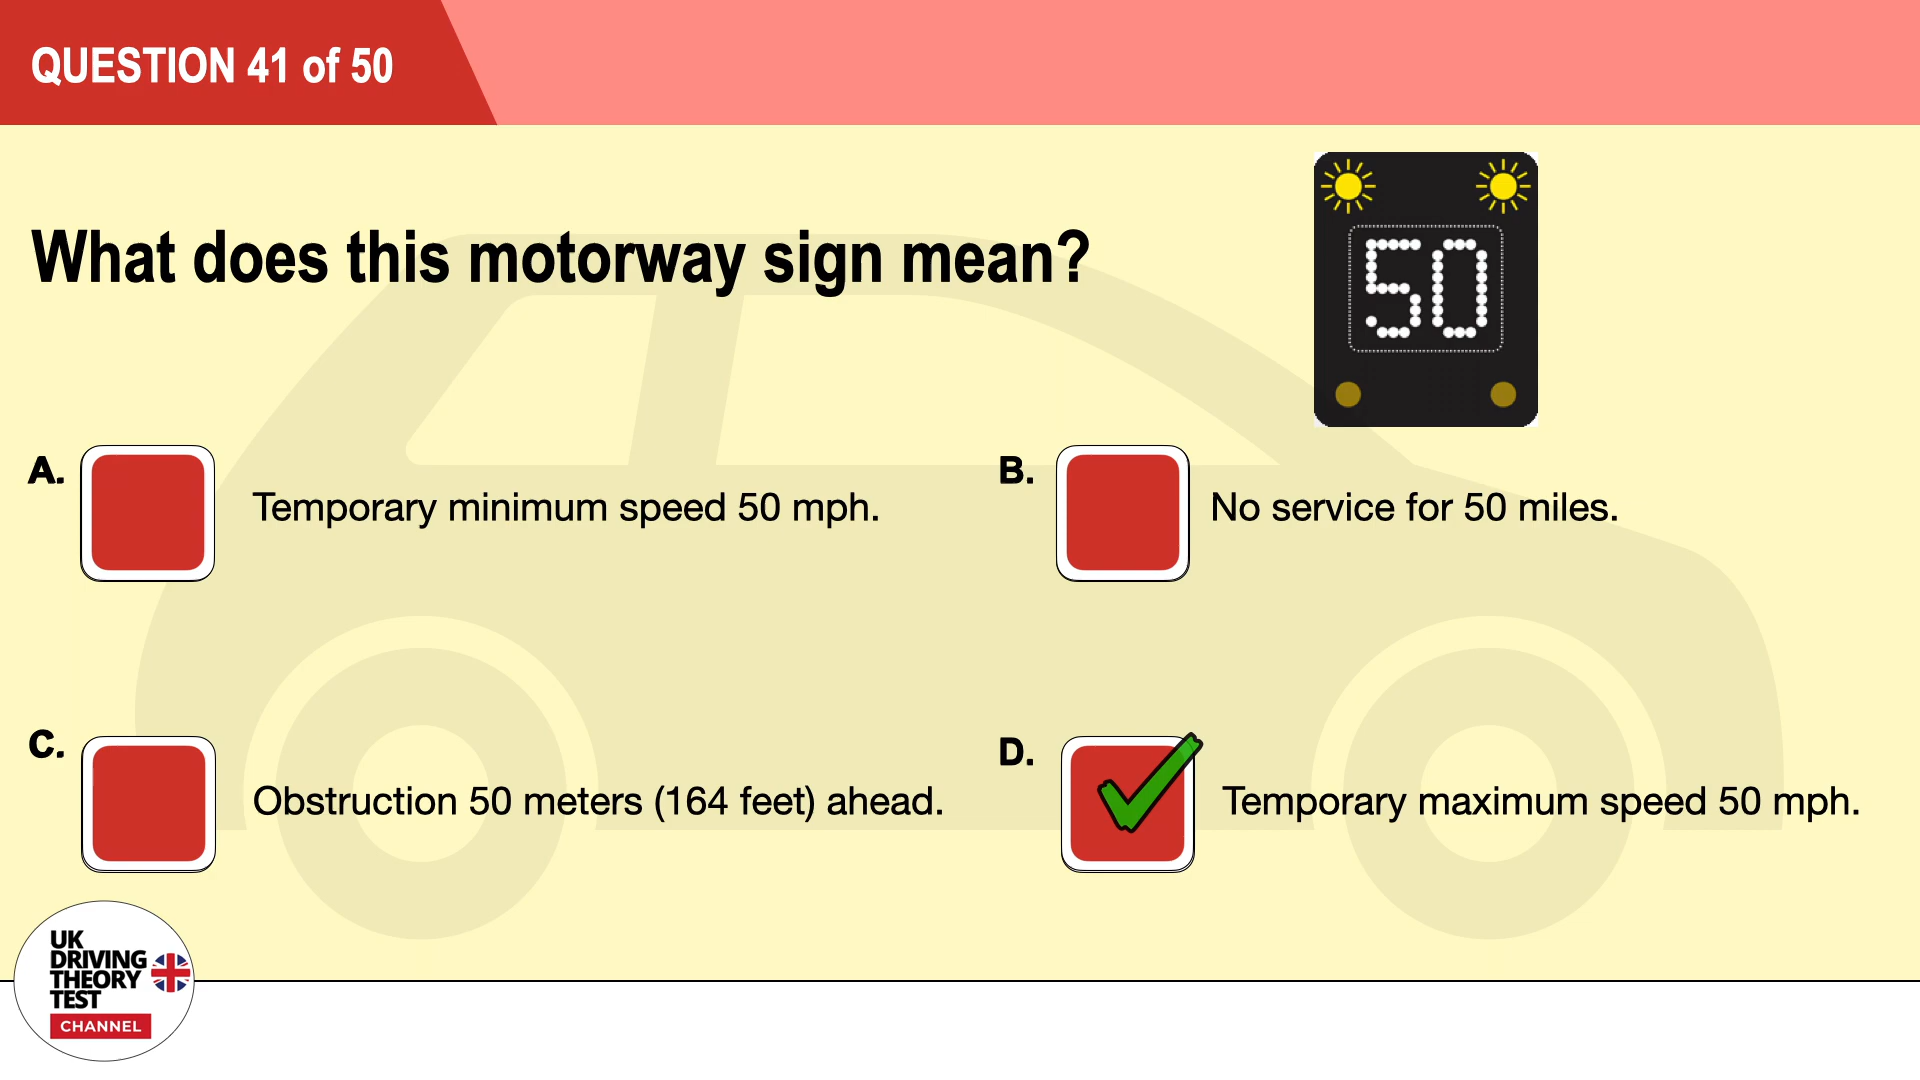 QUESTION 41 of 50
What does this motorway sign mean?
50
A.
Temporary minimum speed 50 mph.
B.
No service for 50 miles.
C.
Obstruction 50 meters (164 feet) ahead.
D.
Temporary maximum speed 50 mph.
UK
DRIVING
THEORY
TEST
CHANNEL